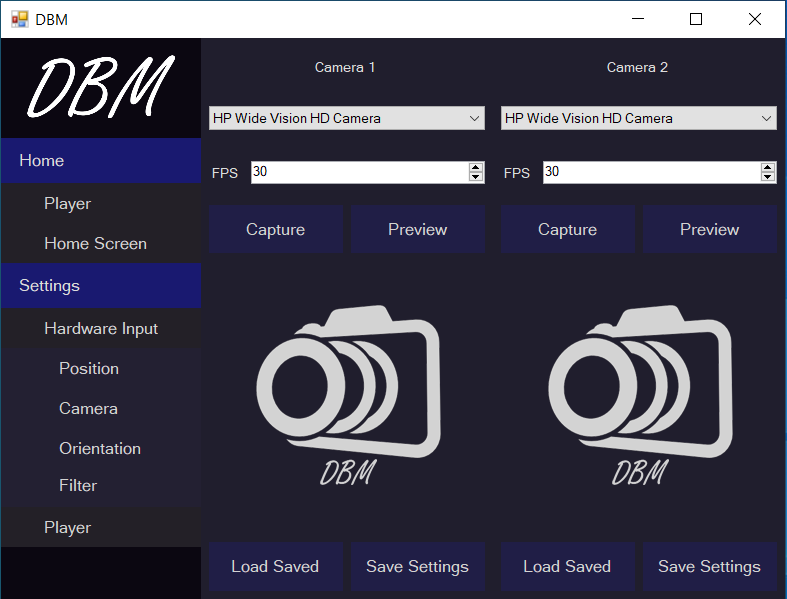 DBM
DBM
Home
Player
Home Screen
Settings
Hardware Input
Position
Camera
Orientation
Filter
Player
Camera 1
HP Wide Vision HD Camera
FPS 30
Capture Preview
DBM
Load Saved Save Settings
Camera 2
HP Wide Vision HD Camera
FPS 30
Capture Preview
DBM
Load Saved Save Settings